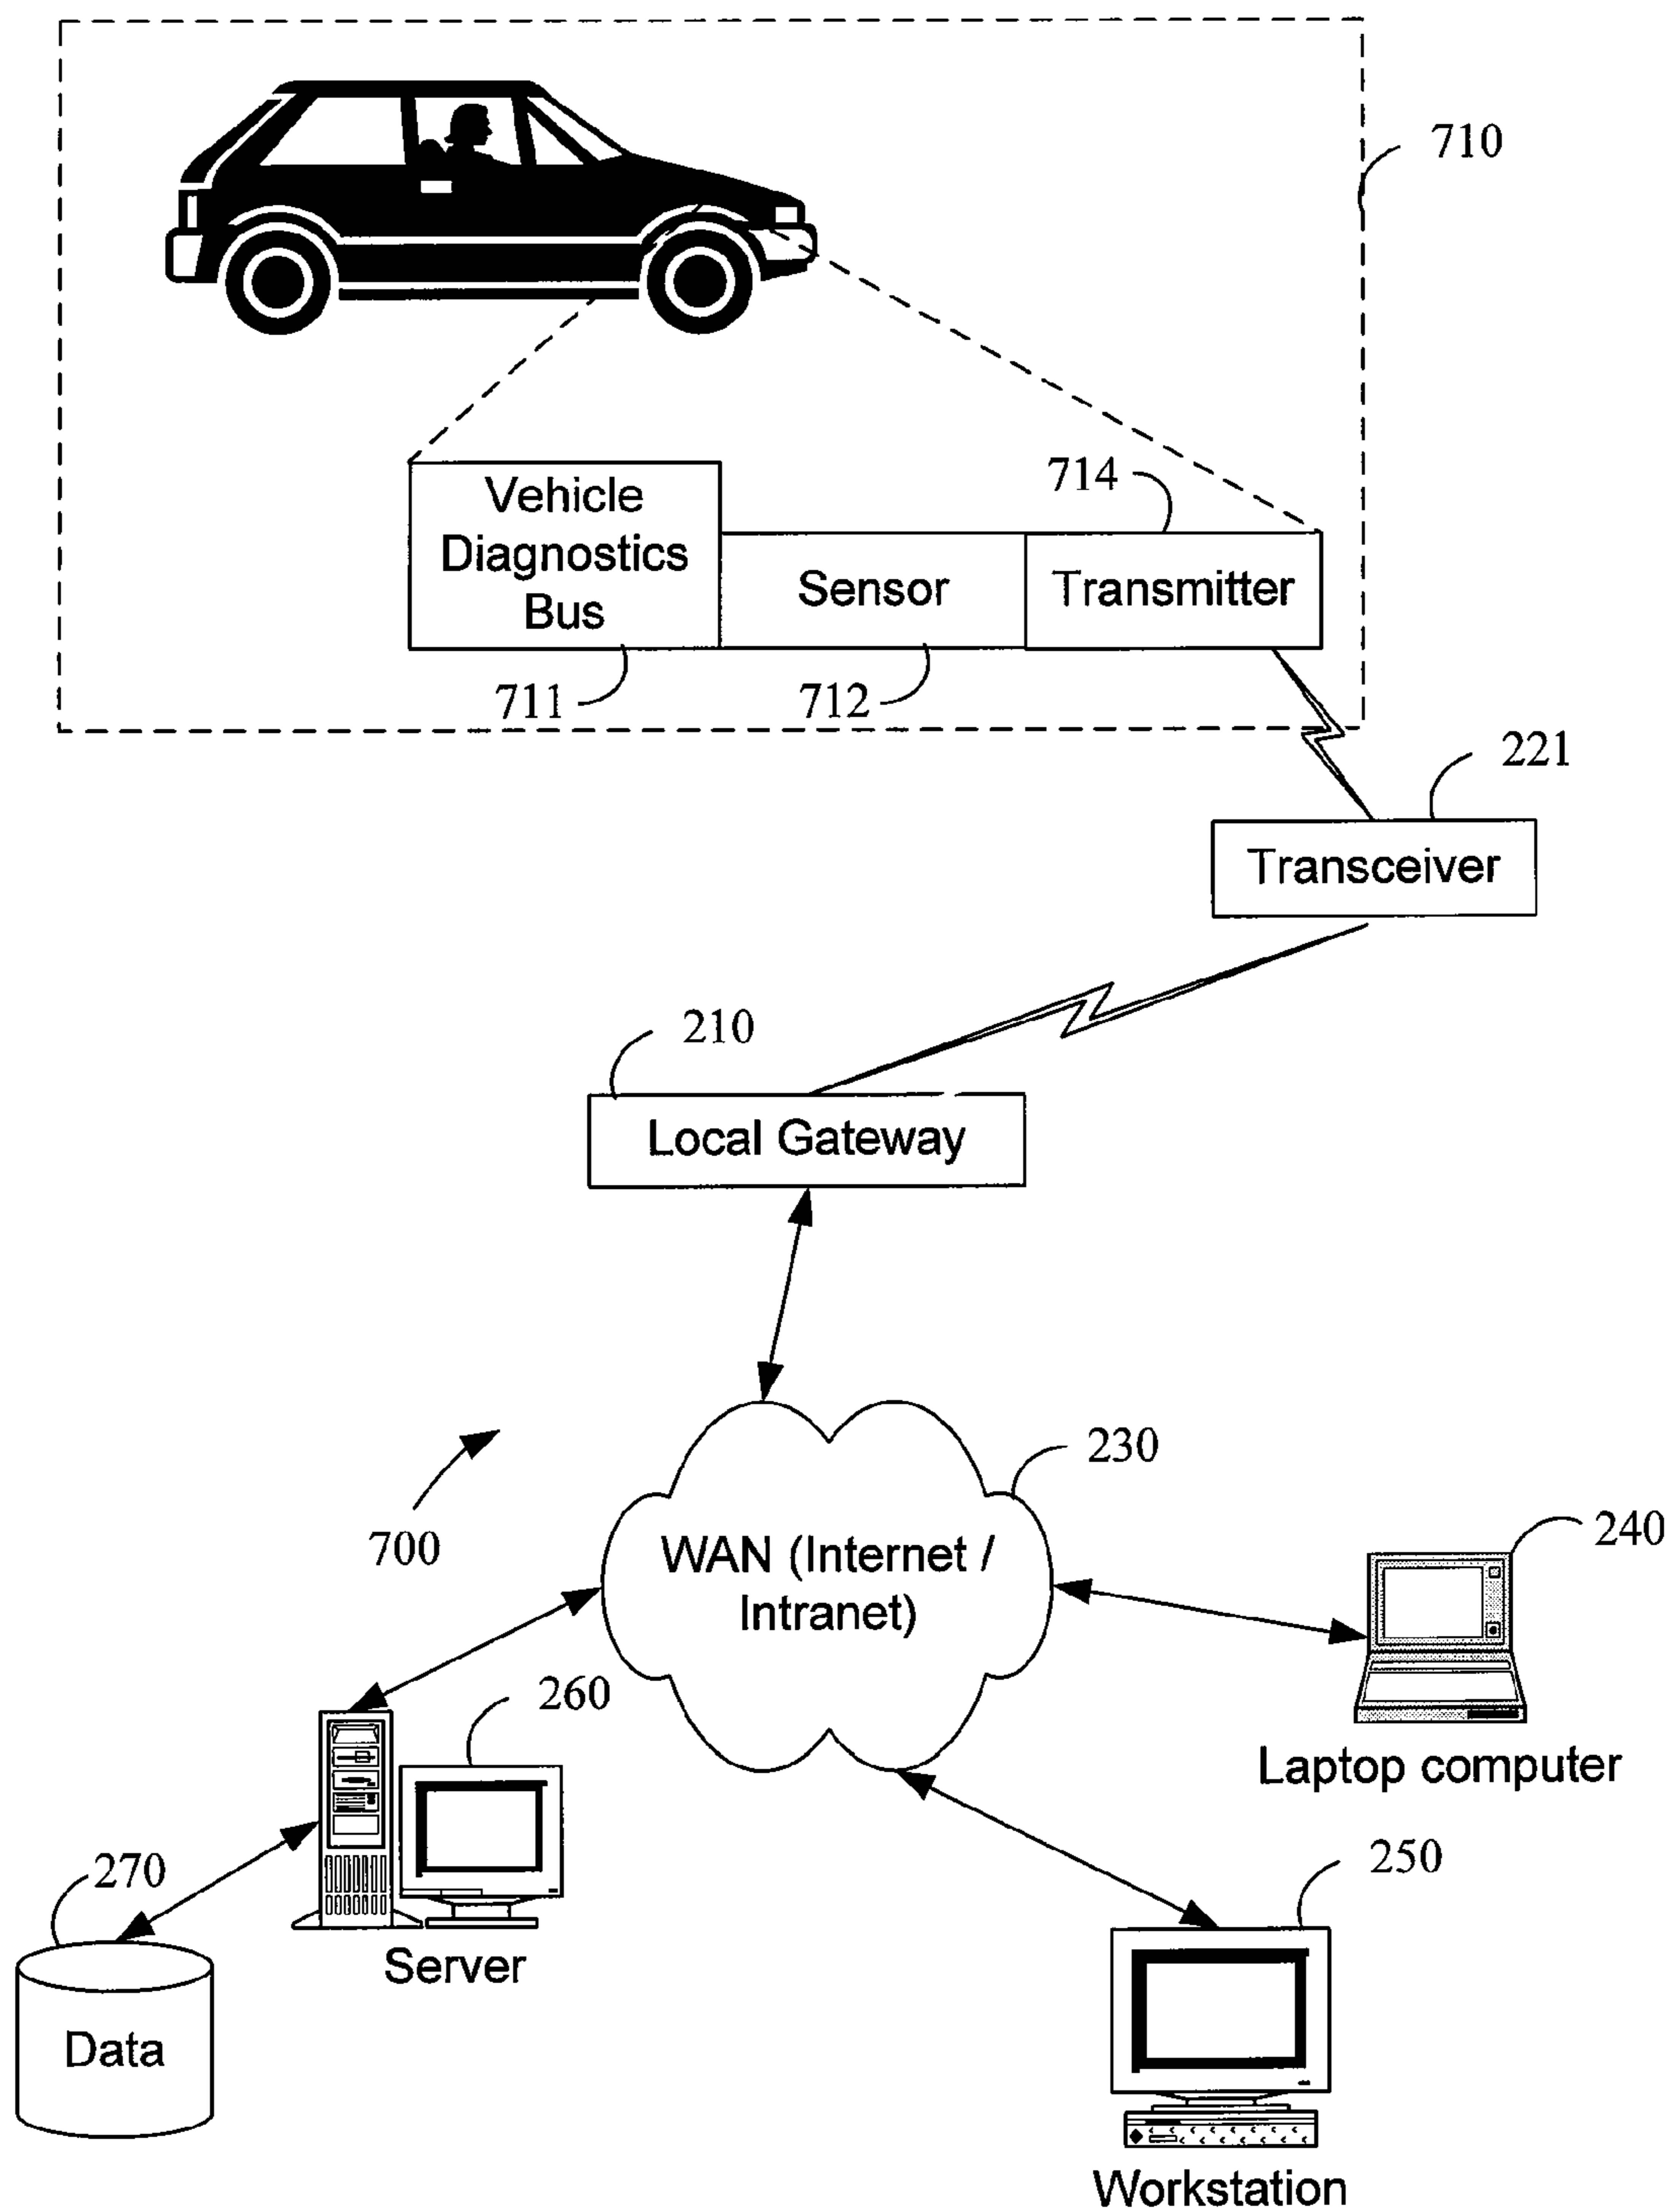 710
714
Vehicle
Diagnostics
Bus
Sensor
Transmitter
711
712
221
Transceiver
210
Local Gateway
230
700
WAN (Internet /
Intranet)
240
260
Laptop computer
250
270
Server
Data
Workstation